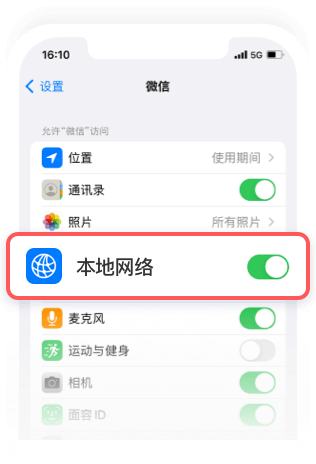 16:10 5G
设置 微信
允许“微信”访问
位置 使用期间
通讯录
照片 所有照片
本地网络
麦克风
运动与健身
相机
面容 ID